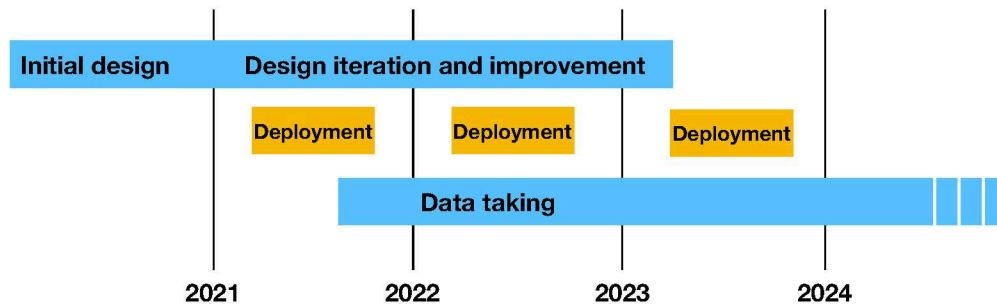 Initial design Design iteration and improvement
Deployment Deployment Deployment
Data taking
2021 2022 2023 2024